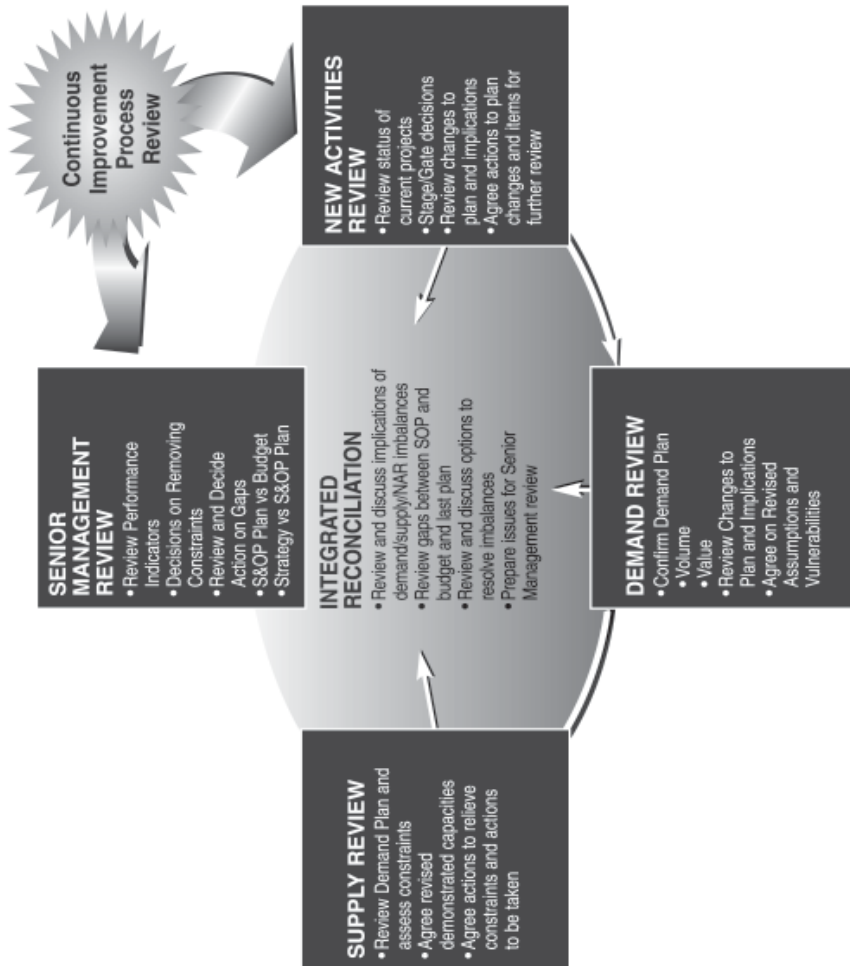 Continuous
Improvement
Process
Review
SENIOR
MANAGEMENT
REVIEW
• Review Performance
Indicators
• Decisions on Removing
Constraints
• Review and Decide
Action on Gaps
• S&OP Plan vs Budget
• Strategy vs S&OP Plan
NEW ACTIVITIES
REVIEW
• Review status of
current projects
• Stage/Gate decisions
• Review changes to
plan and implications
• Agree actions to plan
changes and items for
further review
INTEGRATED
RECONCILIATION
• Review and discuss implications of
demand/supply/NAR imbalances
• Review gaps between SOP and
budget and last plan
• Review and discuss options to
resolve imbalances
• Prepare issues for Senior
Management review
SUPPLY REVIEW
• Review Demand Plan and
assess constraints
• Agree revised
demonstrated capacities
• Agree actions to relieve
constraints and actions
to be taken
DEMAND REVIEW
• Confirm Demand Plan
• Volume
• Value
• Review Changes to
Plan and Implications
• Agree on Revised
Assumptions and
Vulnerabilities